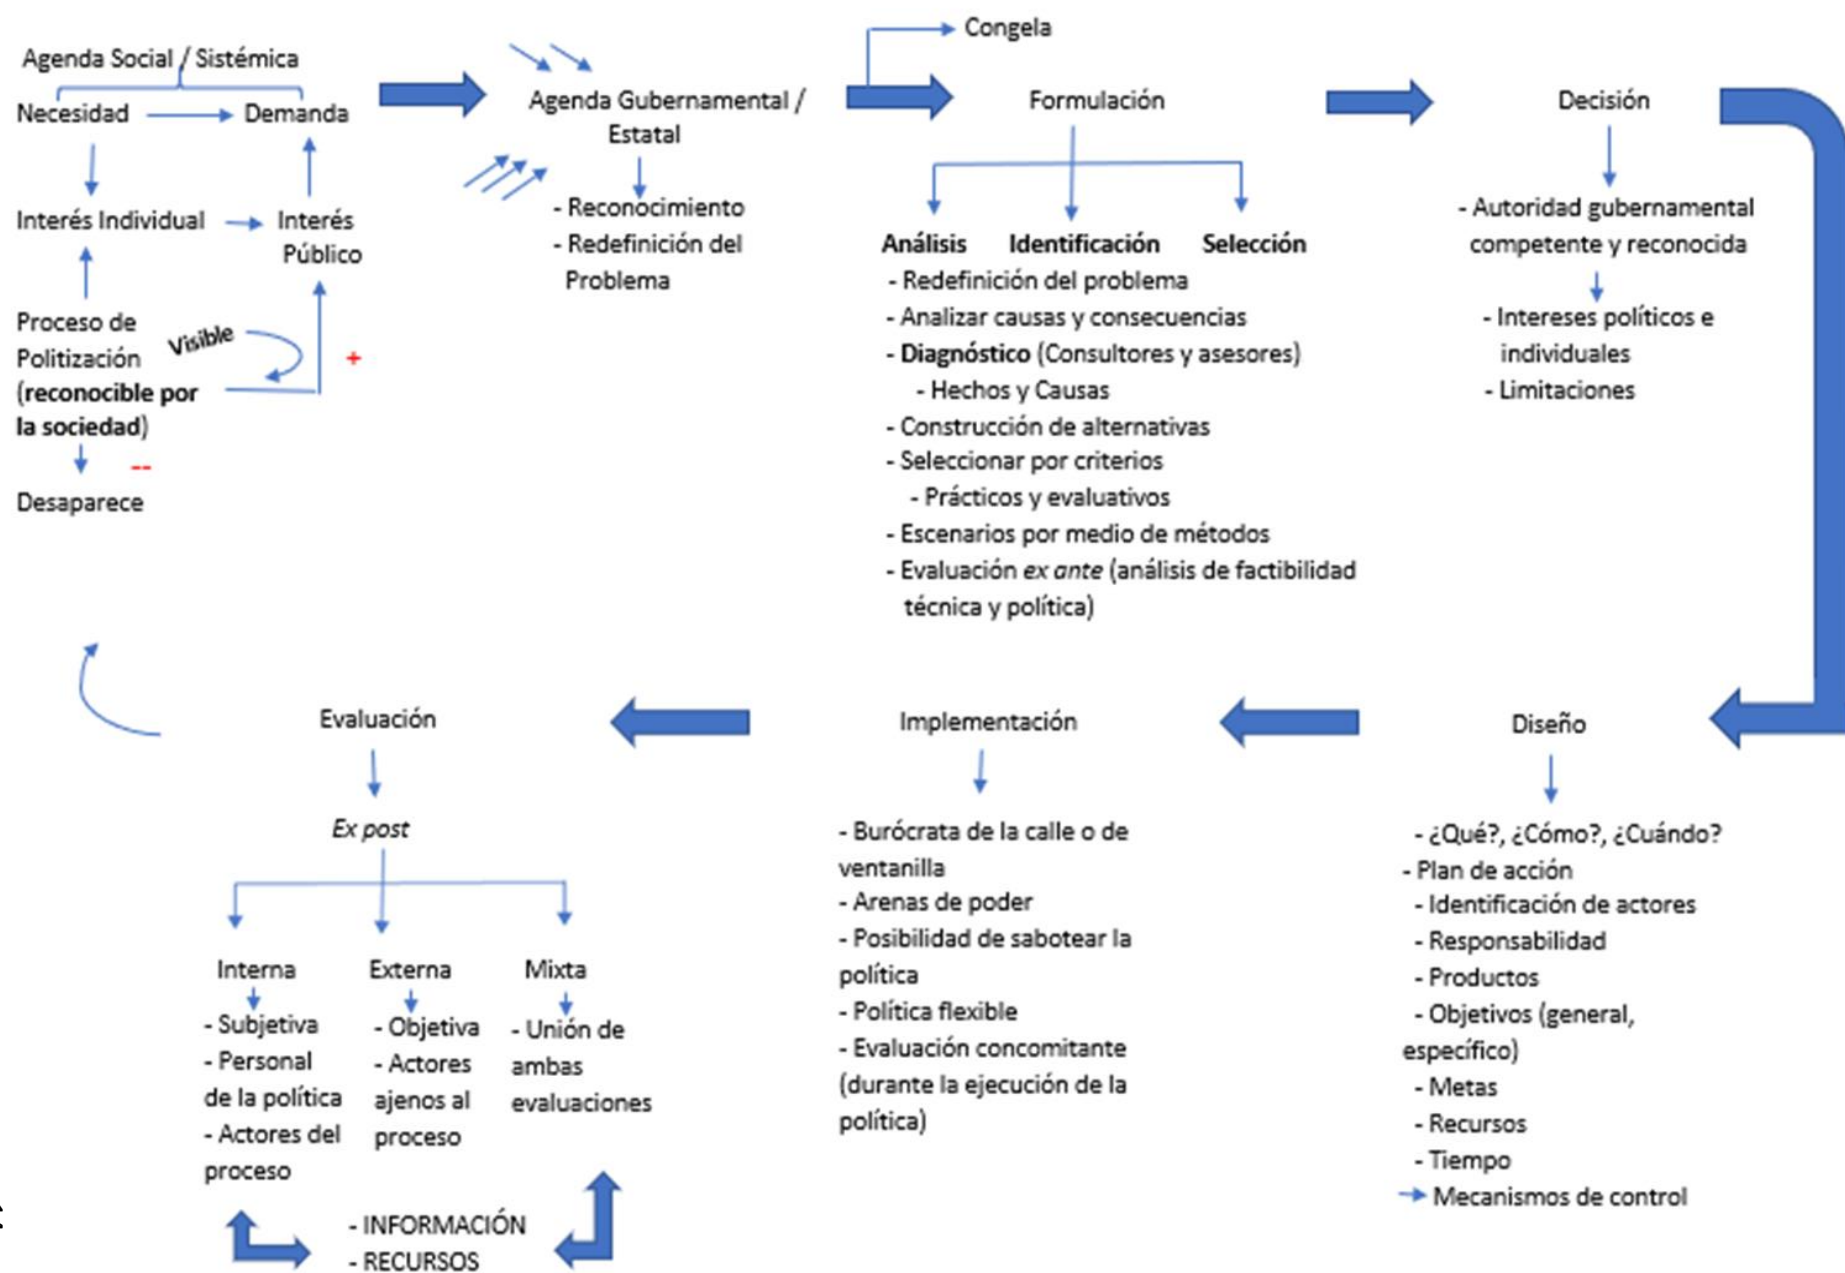 Agenda Social / Sistémica
Necesidad
Demanda
Interés Individual
Interés
Público
Proceso de
Politización
(reconocible por
la sociedad)
Visible
+
--
Desaparece
Agenda Gubernamental /
Estatal
- Reconocimiento
- Redefinición del
Problema
Congela
Formulación
Análisis
Identificación
Selección
- Redefinición del problema
- Analizar causas y consecuencias
- Diagnóstico (Consultores y asesores)
- Hechos y Causas
- Construcción de alternativas
- Seleccionar por criterios
- Prácticos y evaluativos
- Escenarios por medio de métodos
- Evaluación ex ante (análisis de factibilidad
técnica y política)
Decisión
- Autoridad gubernamental
competente y reconocida
- Intereses políticos e
individuales
- Limitaciones
Diseño
- ¿Qué?, ¿Cómo?, ¿Cuándo?
- Plan de acción
- Identificación de actores
- Responsabilidad
- Productos
- Objetivos (general,
específico)
- Metas
- Recursos
- Tiempo
Mecanismos de control
Implementación
- Burócrata de la calle o de
ventanilla
- Arenas de poder
- Posibilidad de sabotear la
política
- Política flexible
- Evaluación concomitante
(durante la ejecución de la
política)
Evaluación
Ex post
Interna
- Subjetiva
- Personal
de la política
- Actores del
proceso
Externa
- Objetiva
- Actores
ajenos al
proceso
Mixta
- Unión de
ambas
evaluaciones
- INFORMACIÓN
- RECURSOS